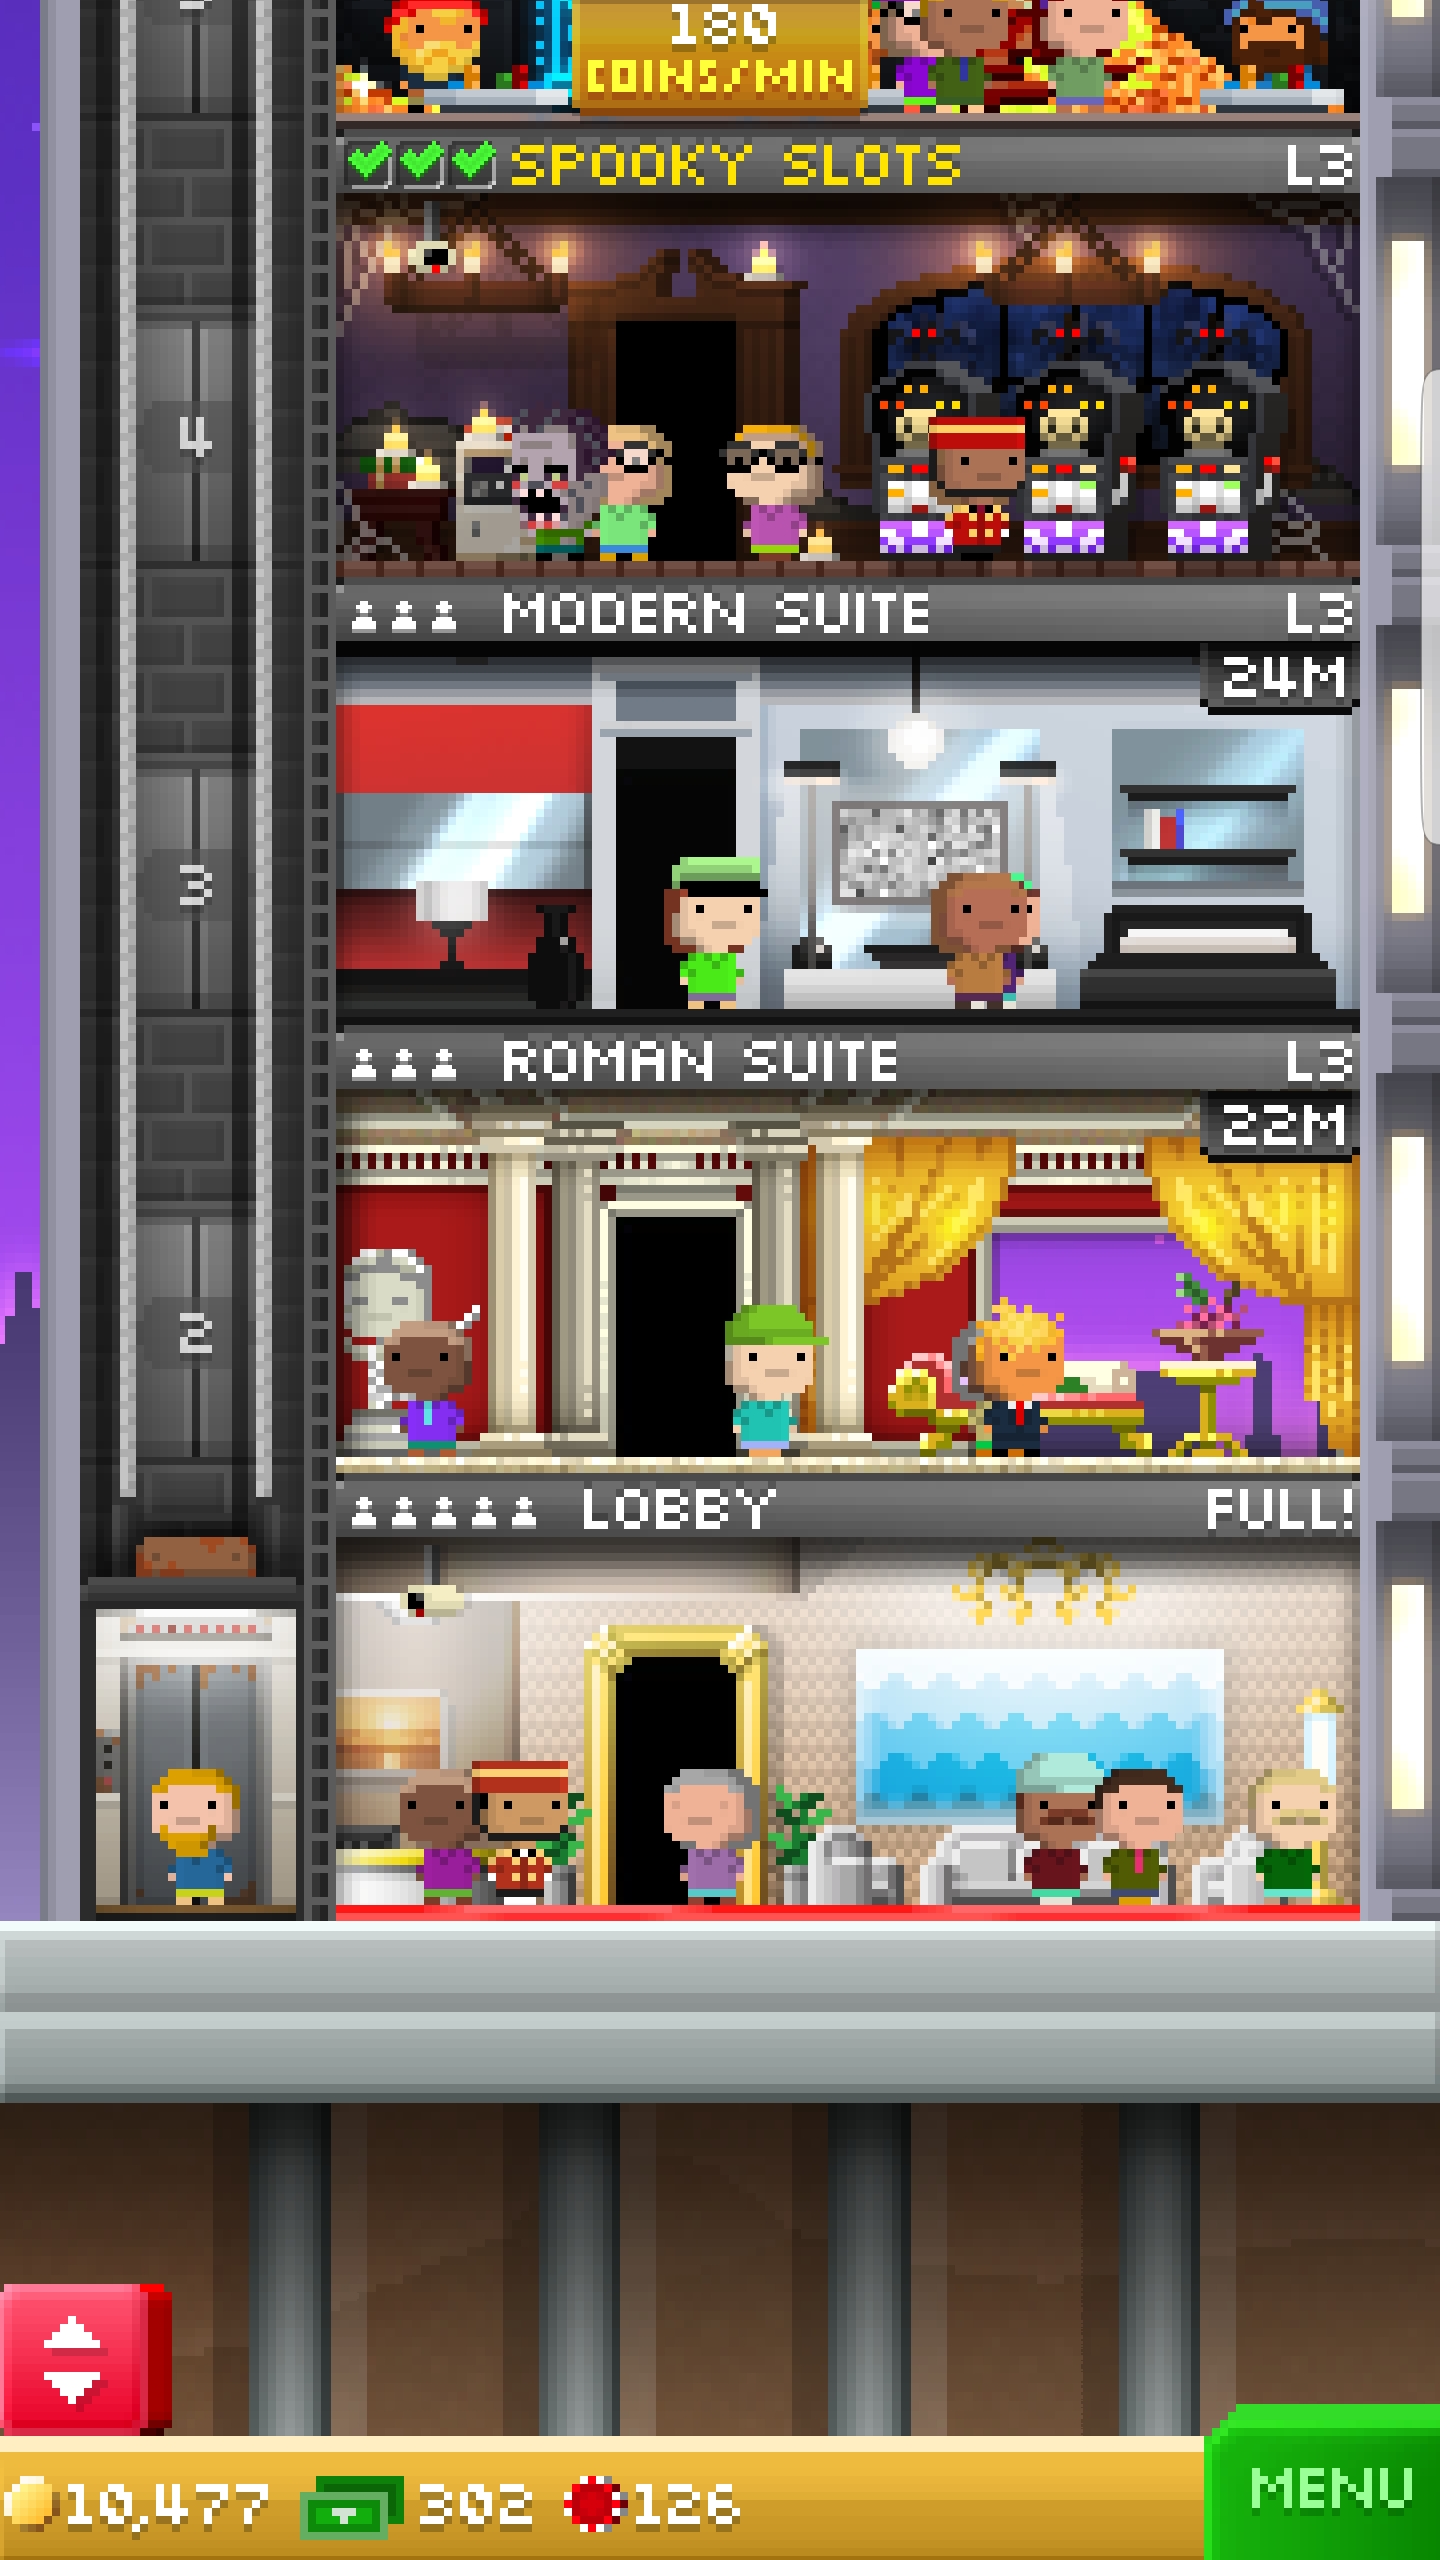 180
COINS/MIN
SPOOKY SLOTS L3
4
MODERN SUITE L3
24M
3
ROMAN SUITE L3
22M
2
LOBBY FULL!
MENU
10,477 302 126